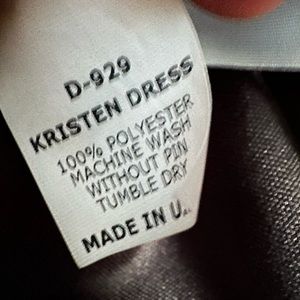 D-929
KRISTEN DRESS
100% POLYESTER
MACHINE WASH
WITHOUT PIN
TUMBLE DRY
MADE IN U.